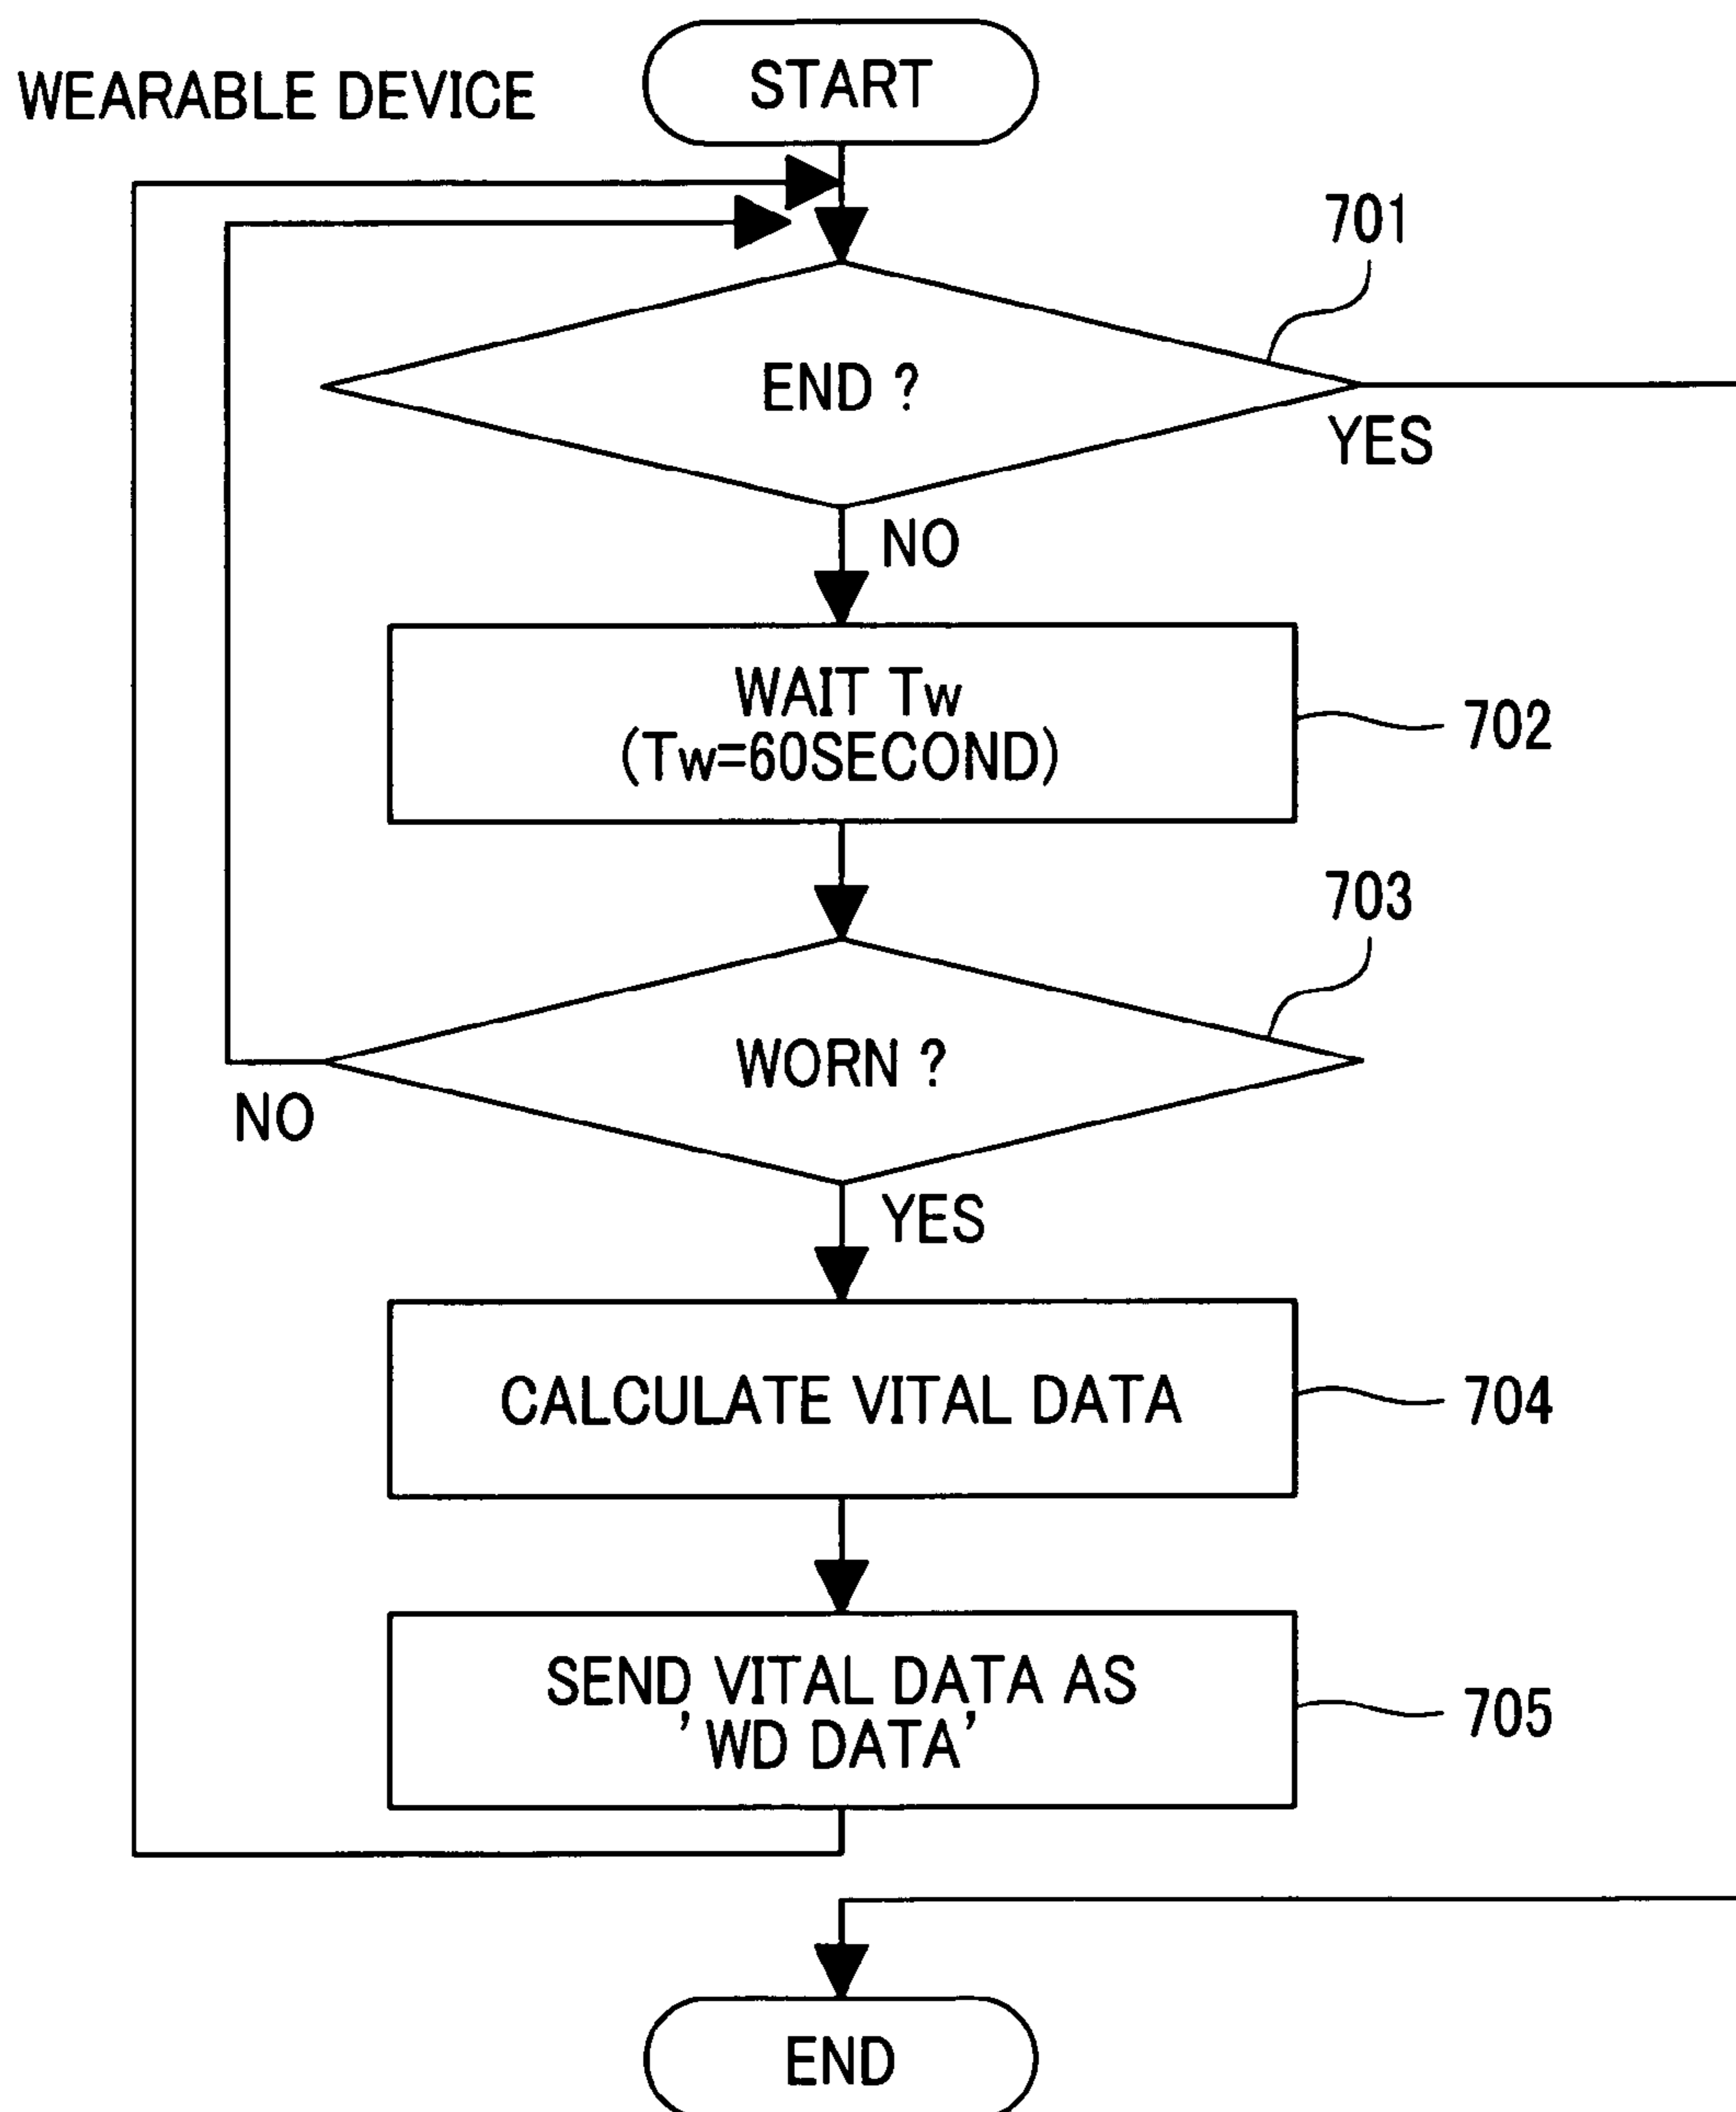 WEARABLE DEVICE
START
701
END ?
YES
NO
WAIT Tw
(Tw=60SECOND)
702
703
WORN ?
NO
YES
CALCULATE VITAL DATA
704
SEND VITAL DATA AS
'WD DATA'
705
END